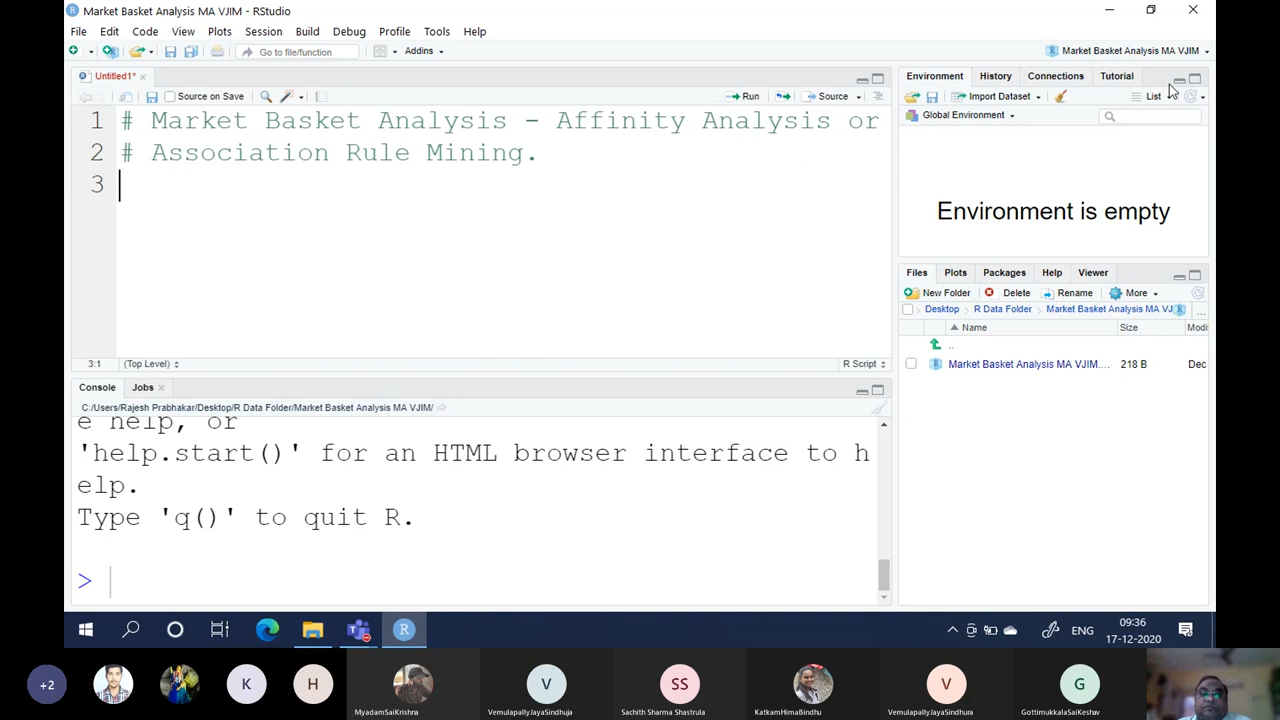 Market Basket Analysis MA VJIM - RStudio
File Edit Code View Plots Session Build Debug Profile Tools Help
Go to file/function Addins Market Basket Analysis MA VJIM
Untitled1*
Source on Save Run Source
1 # Market Basket Analysis - Affinity Analysis or
2 # Association Rule Mining.
3
3:1 (Top Level) R Script
Console Jobs
C:/Users/Rajesh Prabhakar/Desktop/R Data Folder/Market Basket Analysis MA VJIM/
e help, or
'help.start()' for an HTML browser interface to h
elp.
Type 'q()' to quit R.
>
Environment History Connections Tutorial
Import Dataset List
Global Environment
Environment is empty
Files Plots Packages Help Viewer
New Folder Delete Rename More
Desktop R Data Folder Market Basket Analysis MA VJ ...
Name Size Modi
..
Market Basket Analysis MA VJIM.... 218 B Dec
ENG 09:36
17-12-2020
+2 K H V SS V G
MyadamSaiKrishna VemulapallyJayaSindhuja Sachith Sharma Shastrula KatkamHimaBindhu VemulapallyJayaSindhura GottimukkalaSaiKeshav